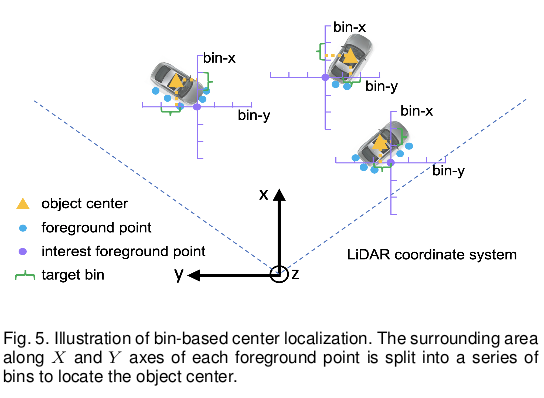 bin-x
bin-y
bin-x
bin-y
bin-x
bin-y
object center
foreground point
interest foreground point
target bin
x
y
z
LiDAR coordinate system
Fig. 5. Illustration of bin-based center localization. The surrounding area
along X and Y axes of each foreground point is split into a series of
bins to locate the object center.